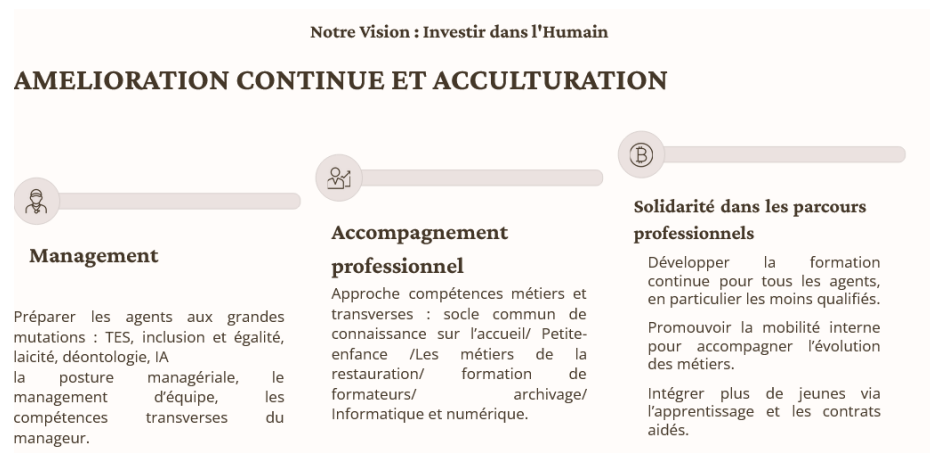 Notre Vision : Investir dans l'Humain
AMELIORATION CONTINUE ET ACCULTURATION
Management
Préparer les agents aux grandes
mutations : TES, inclusion et égalité,
laicité, déontologie, IA
la posture managériale, le
management d’équipe, les
compétences transverses du
manageur.
Accompagnement
professionnel
Approche compétences métiers et
transverses : socle commun de
connaissance sur l’accueil/ Petite-
enfance /Les métiers de la
restauration/ formation de
formateurs/ archivage/
Informatique et numérique.
Solidarité dans les parcours
professionnels
Développer la formation
continue pour tous les agents,
en particulier les moins qualifiés.
Promouvoir la mobilité interne
pour accompagner l’évolution
des métiers.
Intégrer plus de jeunes via
l’apprentissage et les contrats
aidés.